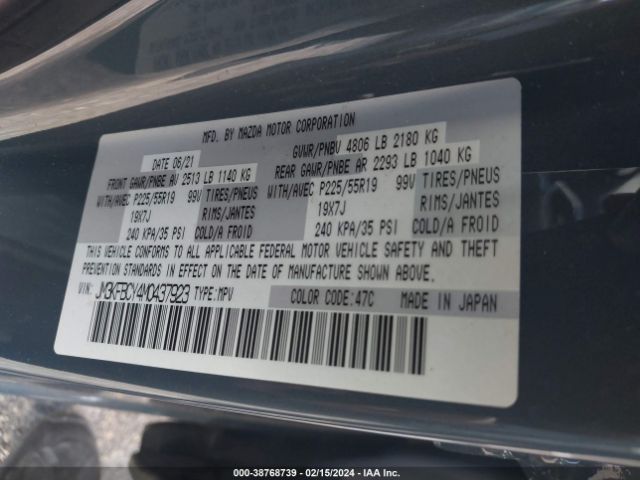 MFD. BY MAZDA MOTOR CORPORATION
DATE 06/21 GVWR/PNBV 4806 LB 2180 KG
FRONT GAWR/PNBE AV 2513 LB 1140 KG REAR GAWR/PNBE AR 2293 LB 1040 KG
WITH/AVEC P225/55R19 99V TIRES/PNEUS WITH/AVEC P225/55R19 99V TIRES/PNEUS
19X7J RIMS/JANTES 19X7J RIMS/JANTES
240 KPA/35 PSI COLD/A FROID 240 KPA/35 PSI COLD/A FROID
THIS VEHICLE CONFORMS TO ALL APPLICABLE FEDERAL MOTOR VEHICLE SAFETY AND THEFT
PREVENTION STANDARDS IN EFFECT ON THE DATE OF MANUFACTURE SHOWN ABOVE.
VIN: JM3KFBCY4M0437923 TYPE:MPV COLOR CODE:47C MADE IN JAPAN
000-38768739 - 02/15/2024 - IAA Inc.